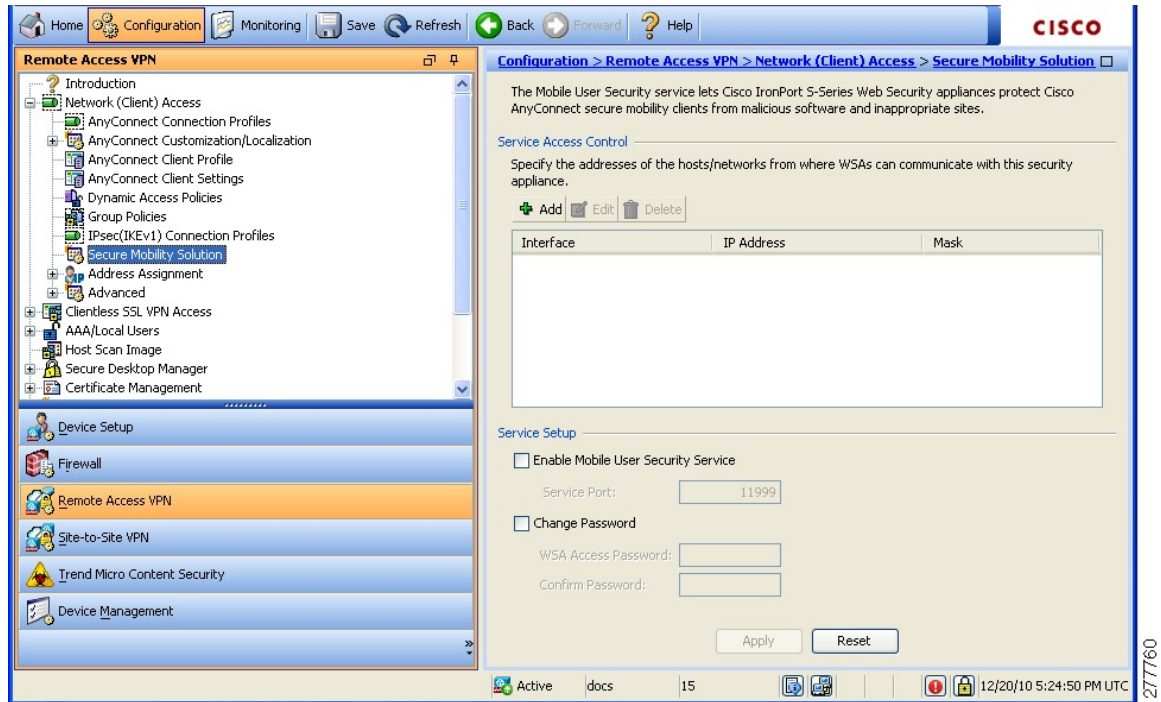 Home Configuration Monitoring Save Refresh Back Forward Help
CISCO
Remote Access VPN
Introduction
Network (Client) Access
AnyConnect Connection Profiles
AnyConnect Customization/Localization
AnyConnect Client Profile
AnyConnect Client Settings
Dynamic Access Policies
Group Policies
IPsec(IKEv1) Connection Profiles
Secure Mobility Solution
Address Assignment
Advanced
Clientless SSL VPN Access
AAA/Local Users
Host Scan Image
Secure Desktop Manager
Certificate Management
Device Setup
Firewall
Remote Access VPN
Site-to-Site VPN
Trend Micro Content Security
Device Management
Configuration > Remote Access VPN > Network (Client) Access > Secure Mobility Solution
The Mobile User Security service lets Cisco IronPort S-Series Web Security appliances protect Cisco
AnyConnect secure mobility clients from malicious software and inappropriate sites.
Service Access Control
Specify the addresses of the hosts/networks from where WSAs can communicate with this security
appliance.
Add Edit Delete
Interface IP Address Mask
Service Setup
Enable Mobile User Security Service
Service Port: 11999
Change Password
WSA Access Password:
Confirm Password:
Apply Reset
Active docs 15 12/20/10 5:24:50 PM UTC
277760